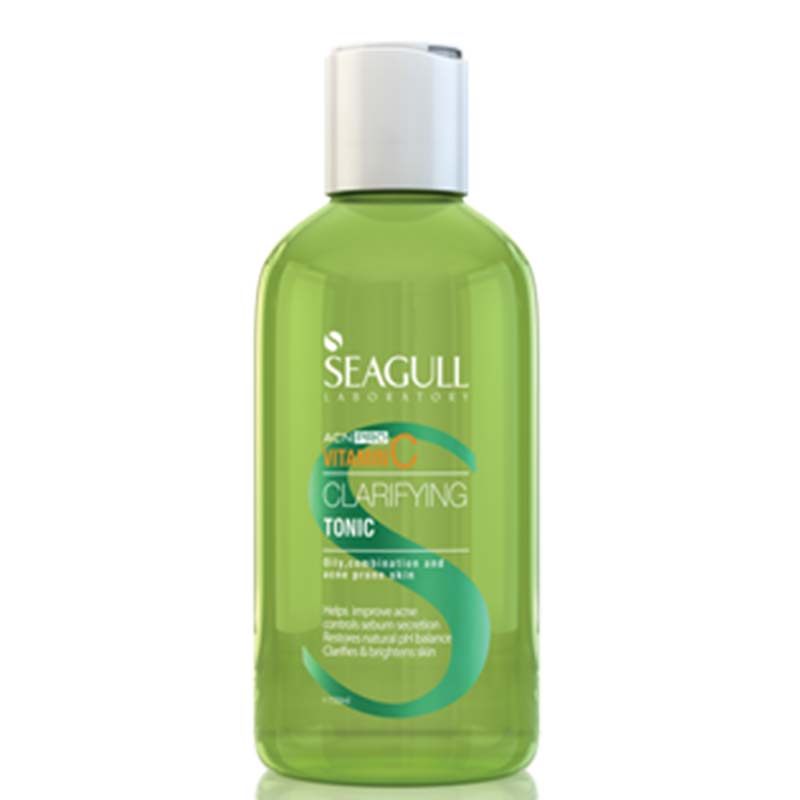 SEAGULL
LABORATORY
ACN PRO
VITAMIN C
CLARIFYING
TONIC
Oily,combination and
acne prone skin
Helps improve acne
controls sebum secretion
Restores natural pH balance
Clarifies & brightens skin